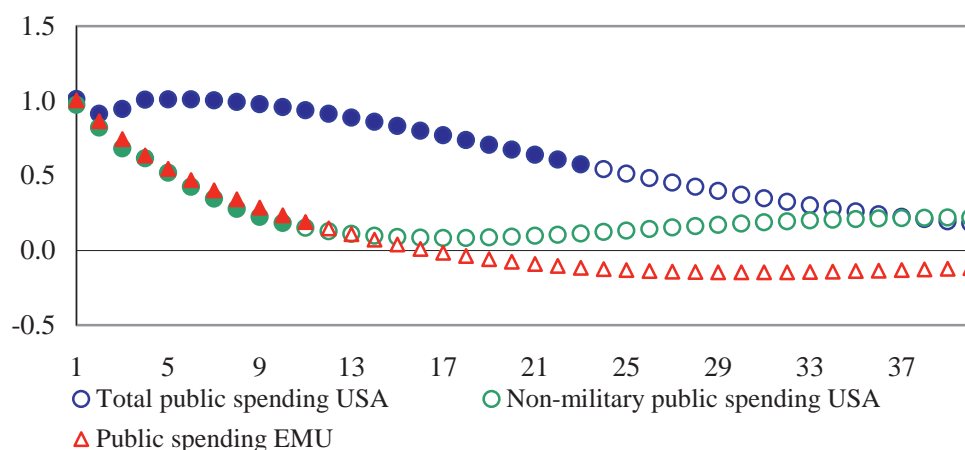 1.5
1.0
0.5
0.0
-0.5
1 5 9 13 17 21 25 29 33 37
Total public spending USA Non-military public spending USA
Public spending EMU